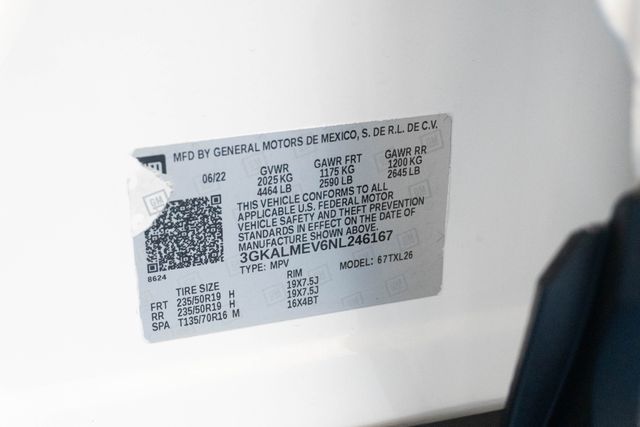 MFD BY GENERAL MOTORS DE MEXICO, S. DE R.L. DE C.V.
06/22 GVWR GAWR FRT GAWR RR
2025 KG 1175 KG 1200 KG
4464 LB 2590 LB 2645 LB
THIS VEHICLE CONFORMS TO ALL
APPLICABLE U.S. FEDERAL MOTOR
VEHICLE SAFETY AND THEFT PREVENTION
STANDARDS IN EFFECT ON THE DATE OF
MANUFACTURE SHOWN ABOVE.
3GKALMEV6NL246167
8624
TYPE: MPV MODEL: 67TXL26
TIRE SIZE RIM
FRT 235/50R19 H 19X7.5J
RR 235/50R19 H 19X7.5J
SPA T135/70R16 M 16X4BT